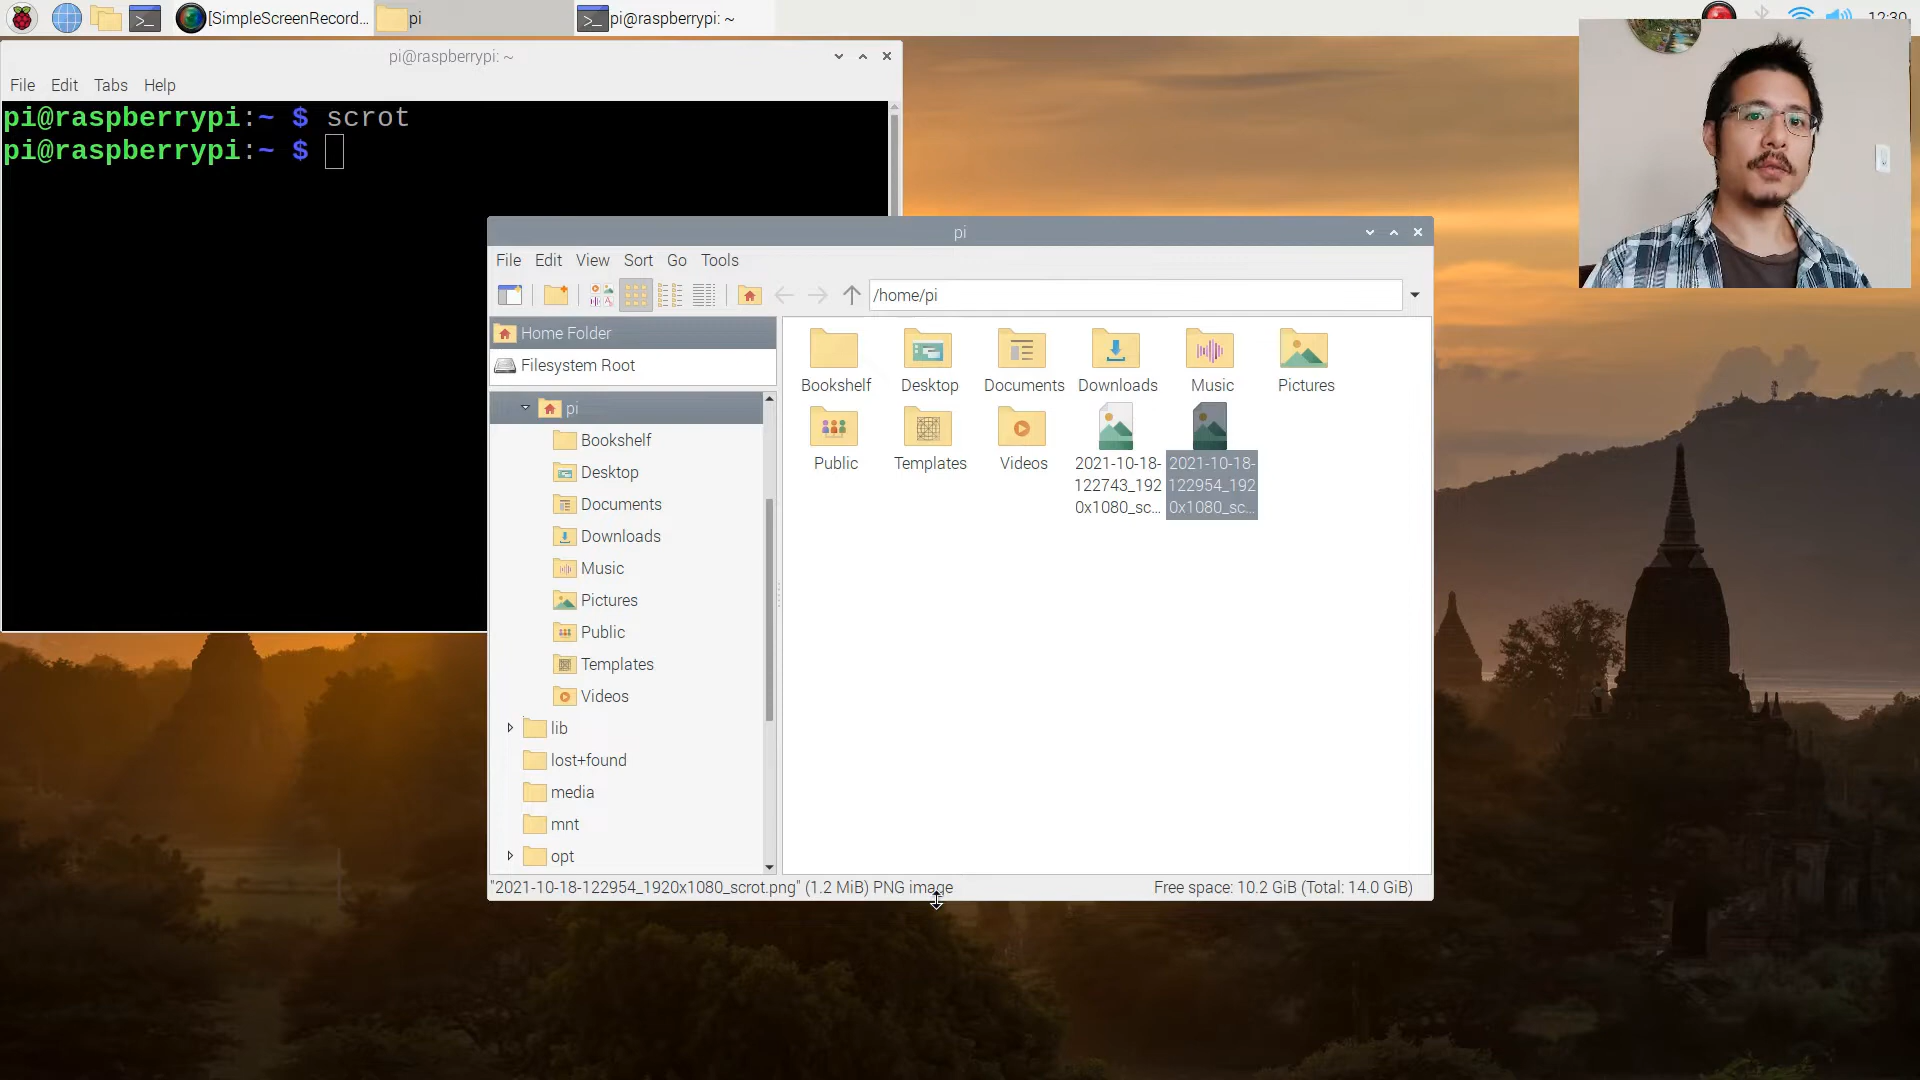 [SimpleScreenRecord...
pi
pi@raspberrypi: ~
12:30
pi@raspberrypi: ~
File Edit Tabs Help
pi@raspberrypi:~ $ scrot
pi@raspberrypi:~ $
pi
File Edit View Sort Go Tools
/home/pi
Home Folder
Filesystem Root
pi
Bookshelf
Desktop
Documents
Downloads
Music
Pictures
Public
Templates
Videos
lib
lost+found
media
mnt
opt
Bookshelf
Desktop
Documents
Downloads
Music
Pictures
Public
Templates
Videos
2021-10-18-
122743_192
0x1080_sc...
2021-10-18-
122954_192
0x1080_sc...
"2021-10-18-122954_1920x1080_scrot.png" (1.2 MiB) PNG image
Free space: 10.2 GiB (Total: 14.0 GiB)